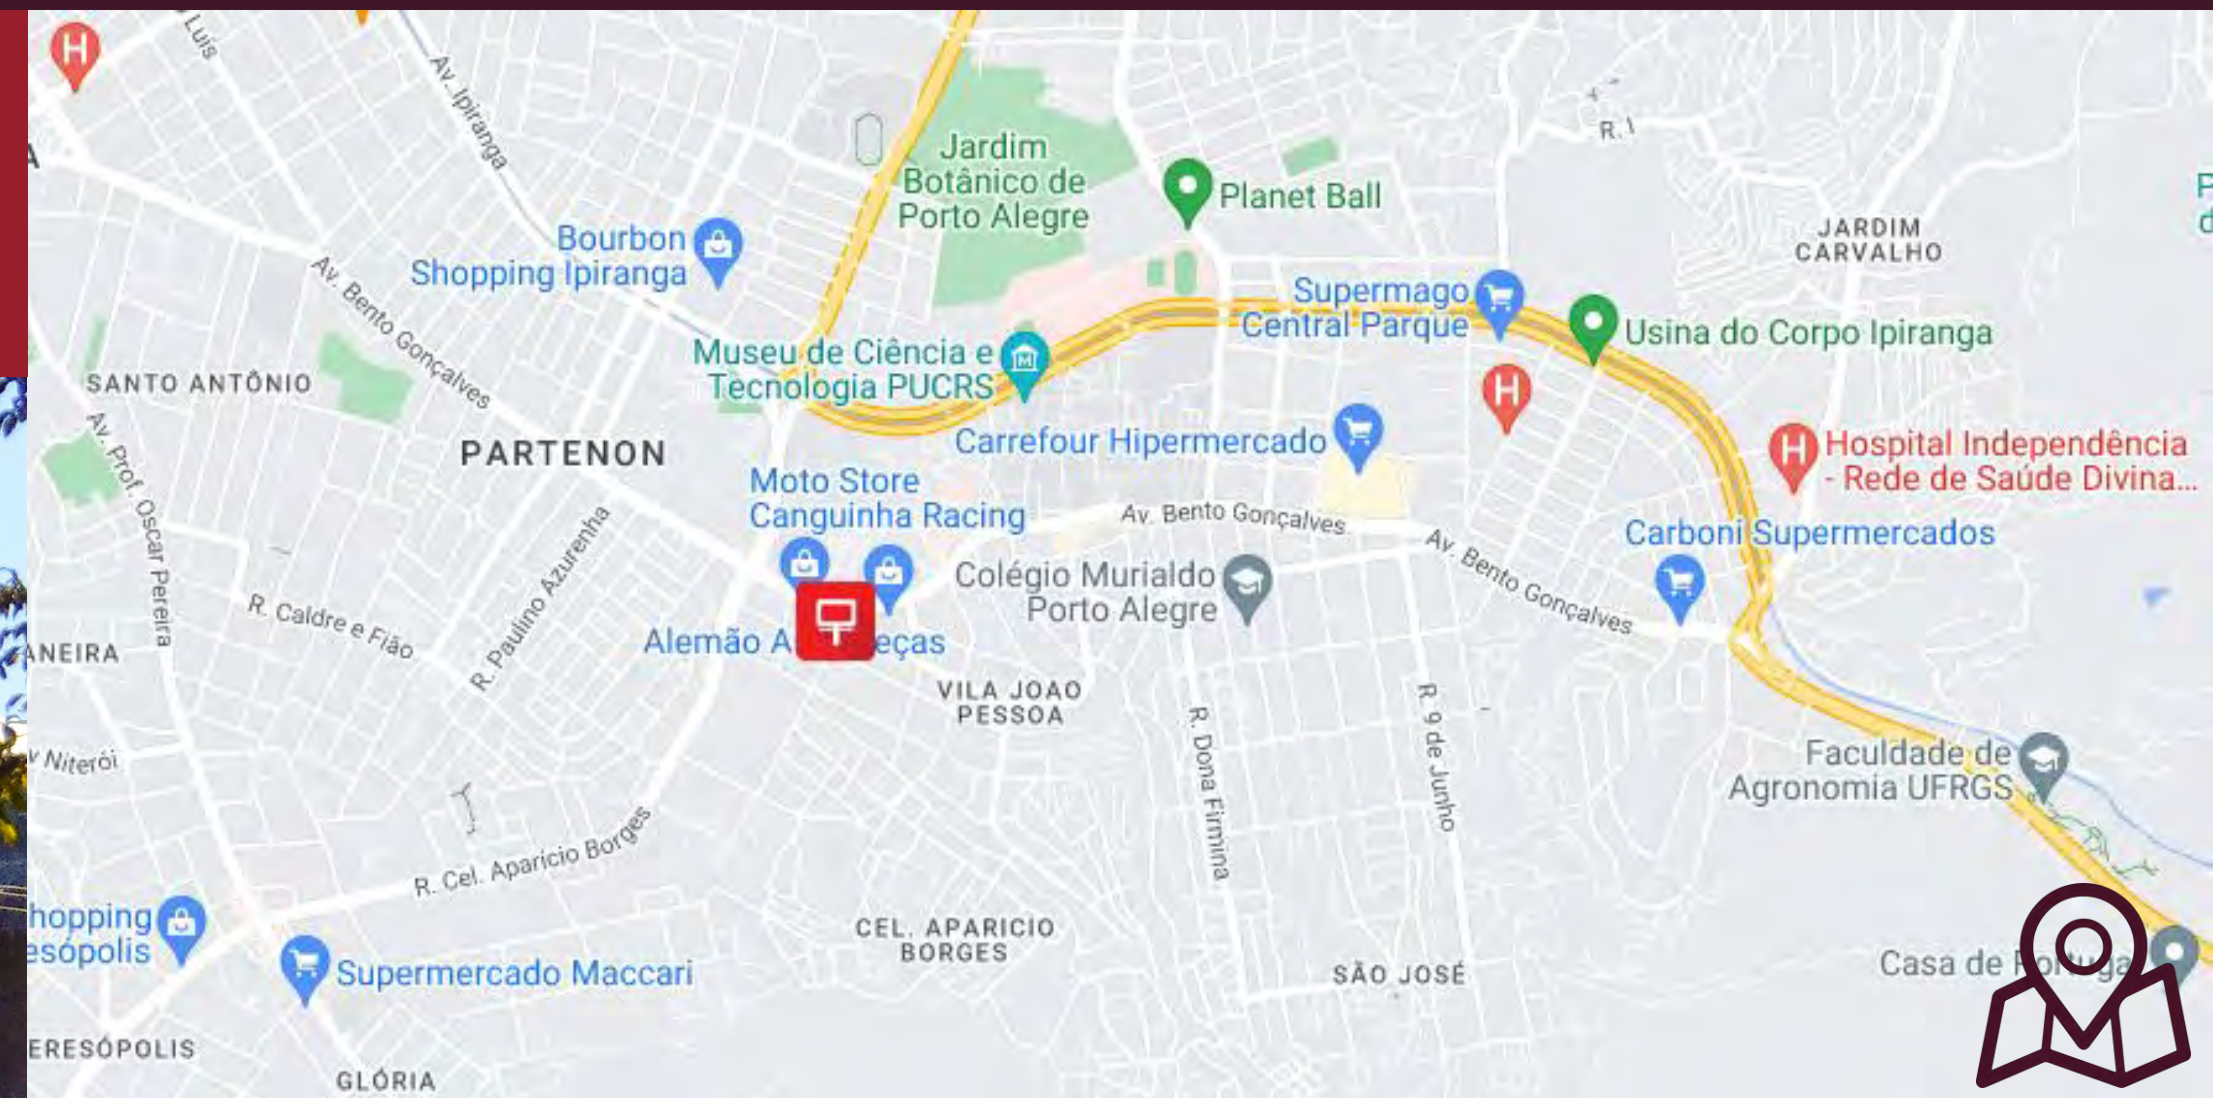 Luís
Av. Ipiranga
Jardim
Botânico de
Porto Alegre
Planet Ball
R. 1
JARDIM
CARVALHO
Bourbon
Shopping Ipiranga
Av. Bento Gonçalves
Supermago
Central Parque
Usina do Corpo Ipiranga
Museu de Ciência e
Tecnologia PUCRS
SANTO ANTÔNIO
PARTENON
Carrefour Hipermercado
Hospital Independência
- Rede de Saúde Divina...
Av. Prof. Oscar Pereira
Moto Store
Canguinha Racing
Av. Bento Gonçalves
Av. Bento Gonçalves
Carboni Supermercados
R. Paulino Azurenha
R. Caldre e Fião
Colégio Murialdo
Porto Alegre
Alemão A
eças
ANEIRA
VILA JOAO
PESSOA
R. Dona Firmina
R. 9 de Junho
v Niterói
Faculdade de
Agronomia UFRGS
R. Cel. Aparício Borges
hopping
esópolis
Supermercado Maccari
CEL. APARICIO
BORGES
SÃO JOSÉ
Casa de Portuga
ERESÓPOLIS
GLÓRIA